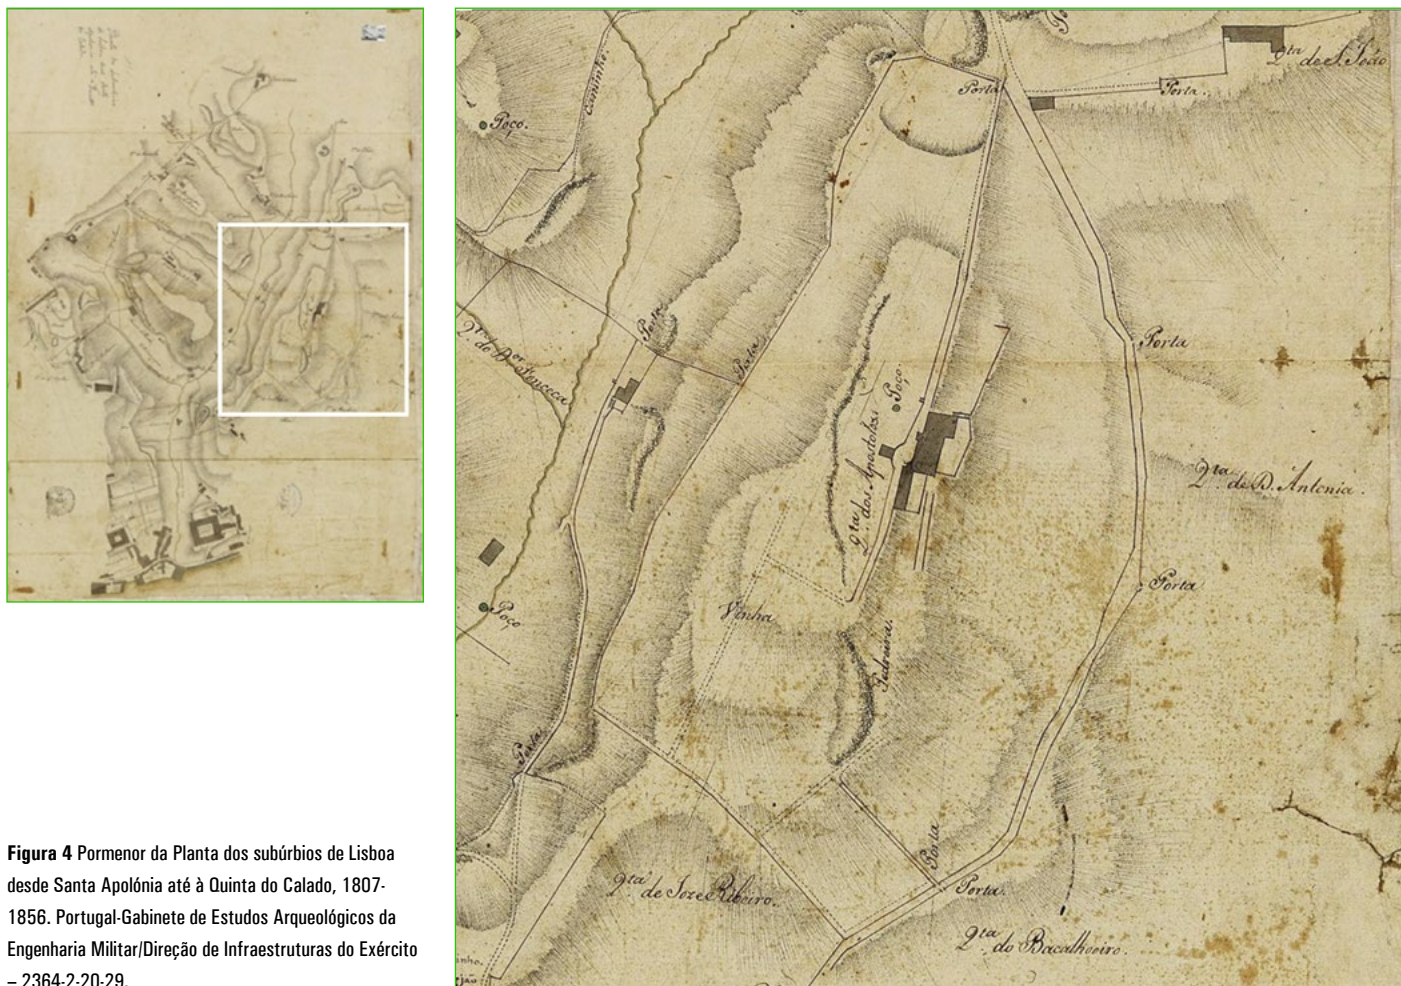 Poço.
Caminho.
Porta
Porta.
Qta de S. João
Porta
Qta do Dor Fonceca
Porta
Porta
Poço.
Qta dos Apostolos.
Qta de D. Antonia.
Porta
Poço
Vinha
Pedreira.
Porta
Porta
Porta.
Qta de Joze Ribeiro.
Qta do Bacalhoeiro.
Figura 4 Pormenor da Planta dos subúrbios de Lisboa
desde Santa Apolónia até à Quinta do Calado, 1807-
1856. Portugal-Gabinete de Estudos Arqueológicos da
Engenharia Militar/Direção de Infraestruturas do Exército
– 2364-2-20-29.